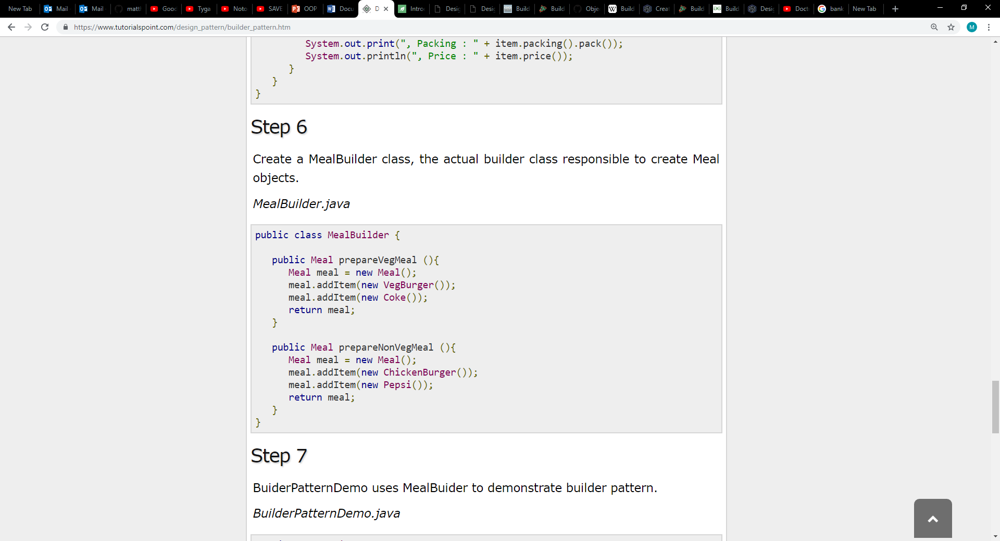 New Tab Mail Mail matt Good Tyga Noto SAVE OOP Docu D Intro Desig Desig Build Build Obje Build Creat Build Build Desig Doct bank New Tab
https://www.tutorialspoint.com/design_pattern/builder_pattern.htm M
System.out.print(", Packing : " + item.packing().pack());
System.out.println(", Price : " + item.price());
}
}
}
Step 6
Create a MealBuilder class, the actual builder class responsible to create Meal
objects.
MealBuilder.java
public class MealBuilder {
public Meal prepareVegMeal (){
Meal meal = new Meal();
meal.addItem(new VegBurger());
meal.addItem(new Coke());
return meal;
}
public Meal prepareNonVegMeal (){
Meal meal = new Meal();
meal.addItem(new ChickenBurger());
meal.addItem(new Pepsi());
return meal;
}
}
Step 7
BuiderPatternDemo uses MealBuider to demonstrate builder pattern.
BuilderPatternDemo.java